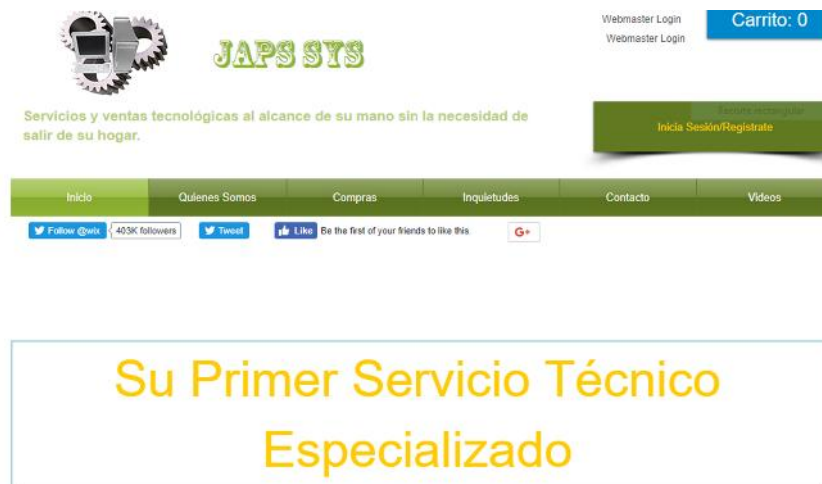 JAPS SYS
Webmaster Login
Webmaster Login
Carrito: 0
Servicios y ventas tecnológicas al alcance de su mano sin la necesidad de
salir de su hogar.
Inicia Sesión/Registrate
Inicio
Quienes Somos
Compras
Inquietudes
Contacto
Videos
Follow @wix
403K followers
Tweet
Like
Be the first of your friends to like this.
G+
Su Primer Servicio Técnico
Especializado